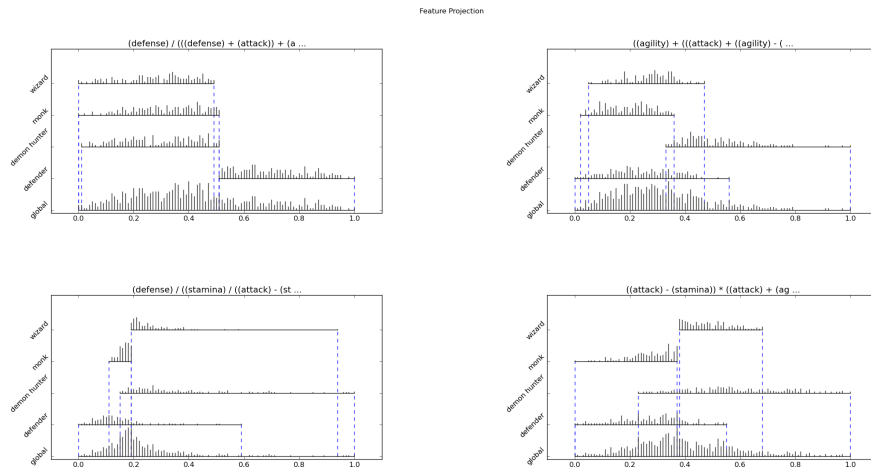 Feature Projection
(defense) / (((defense) + (attack)) + (a ...
wizard
monk
demon hunter
defender
global
0.0 0.2 0.4 0.6 0.8 1.0
((agility) + (((attack) + ((agility) - ( ...
wizard
monk
demon hunter
defender
global
0.0 0.2 0.4 0.6 0.8 1.0
(defense) / ((stamina) / ((attack) - (st ...
wizard
monk
demon hunter
defender
global
0.0 0.2 0.4 0.6 0.8 1.0
((attack) - (stamina)) * ((attack) + (ag ...
wizard
monk
demon hunter
defender
global
0.0 0.2 0.4 0.6 0.8 1.0